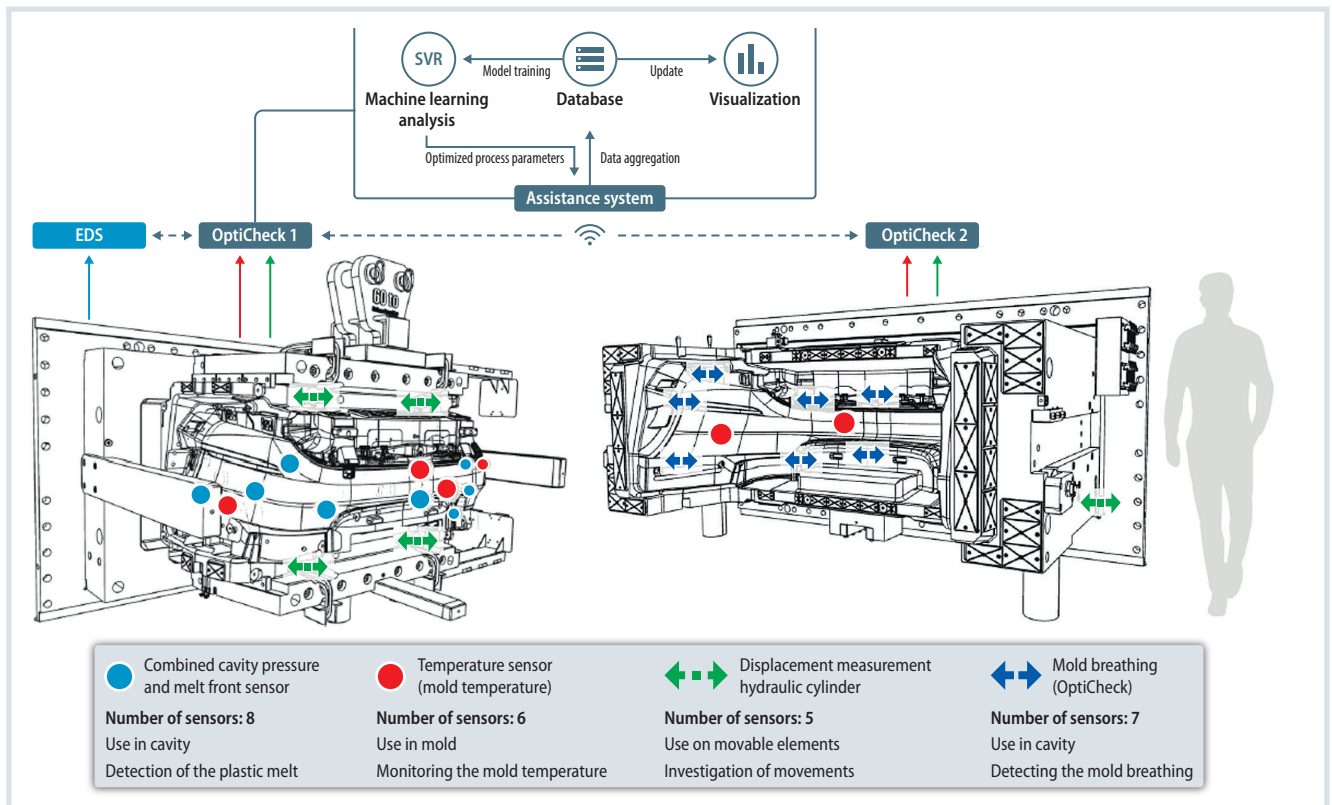 SVR
Model training
Update
Machine learning
analysis
Database
Visualization
Optimized process parameters
Data aggregation
Assistance system
EDS
OptiCheck 1
OptiCheck 2
60 to
Combined cavity pressure
and melt front sensor
Number of sensors: 8
Use in cavity
Detection of the plastic melt
Temperature sensor
(mold temperature)
Number of sensors: 6
Use in mold
Monitoring the mold temperature
Displacement measurement
hydraulic cylinder
Number of sensors: 5
Use on movable elements
Investigation of movements
Mold breathing
(OptiCheck)
Number of sensors: 7
Use in cavity
Detecting the mold breathing